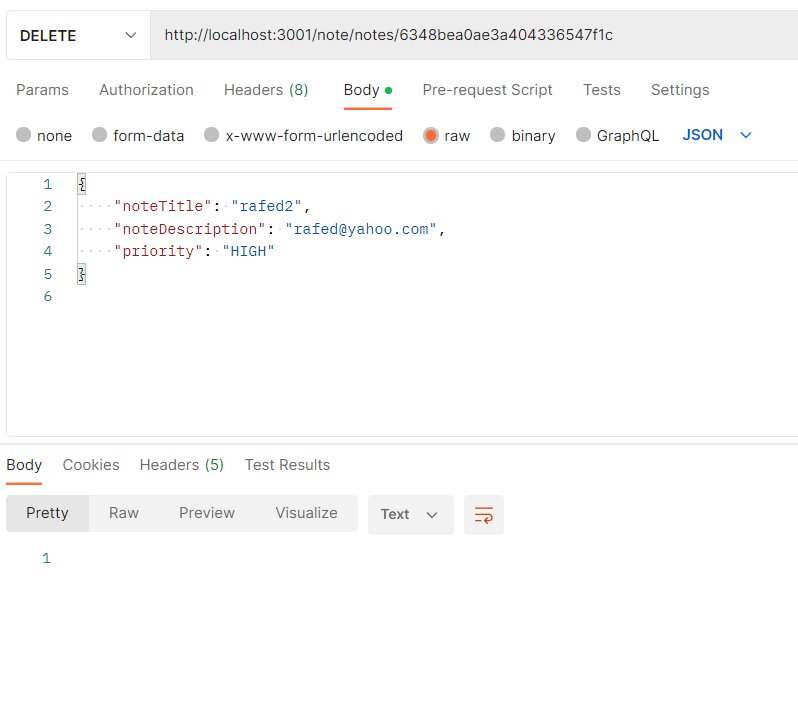 DELETE http://localhost:3001/note/notes/6348bea0ae3a404336547f1c
Params Authorization Headers (8) Body Pre-request Script Tests Settings
none form-data x-www-form-urlencoded raw binary GraphQL JSON
1 {
2 ····"noteTitle":·"rafed2",
3 ····"noteDescription":·"rafed@yahoo.com",
4 ····"priority":·"HIGH"
5 }
6
Body Cookies Headers (5) Test Results
Pretty Raw Preview Visualize Text
1